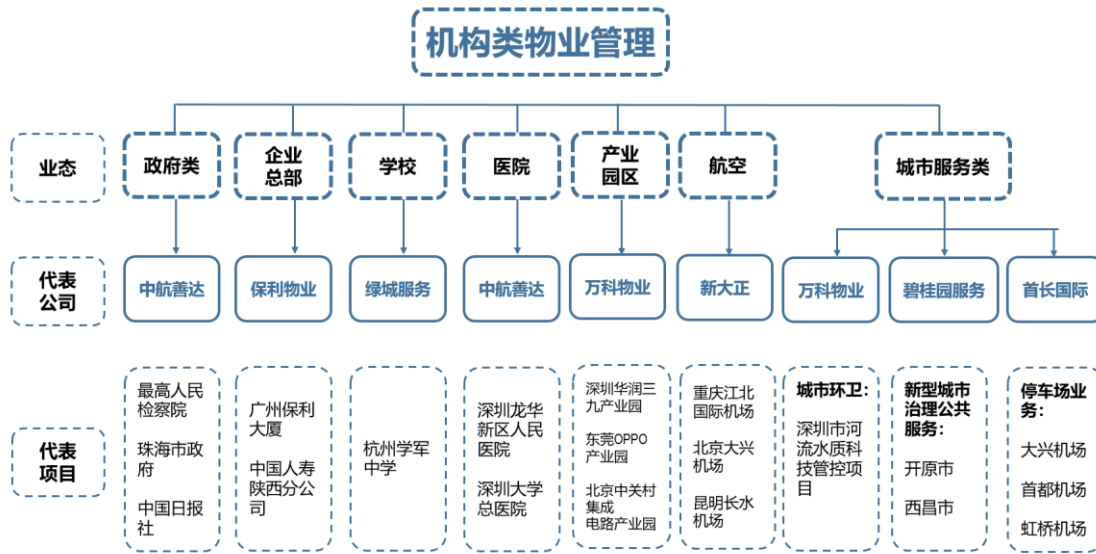 机构类物业管理
业态
政府类
企业
总部
学校
医院
产业
园区
航空
城市服务类
代表
公司
中航善达
保利物业
绿城服务
中航善达
万科物业
新大正
万科物业
碧桂园服务
首长国际
代表
项目
最高人民
检察院
珠海市政
府
中国日报
社
广州保利
大厦
中国人寿
陕西分公
司
杭州学军
中学
深圳龙华
新区人民
医院
深圳大学
总医院
深圳华润三
九产业园
东莞OPPO
产业园
北京中关村
集成
电路产业园
重庆江北
国际机场
北京大兴
机场
昆明长水
机场
城市环卫:
深圳市河
流水质科
技管控项
目
新型城市
治理公共
服务:
开原市
西昌市
停车场业
务:
大兴机场
首都机场
虹桥机场